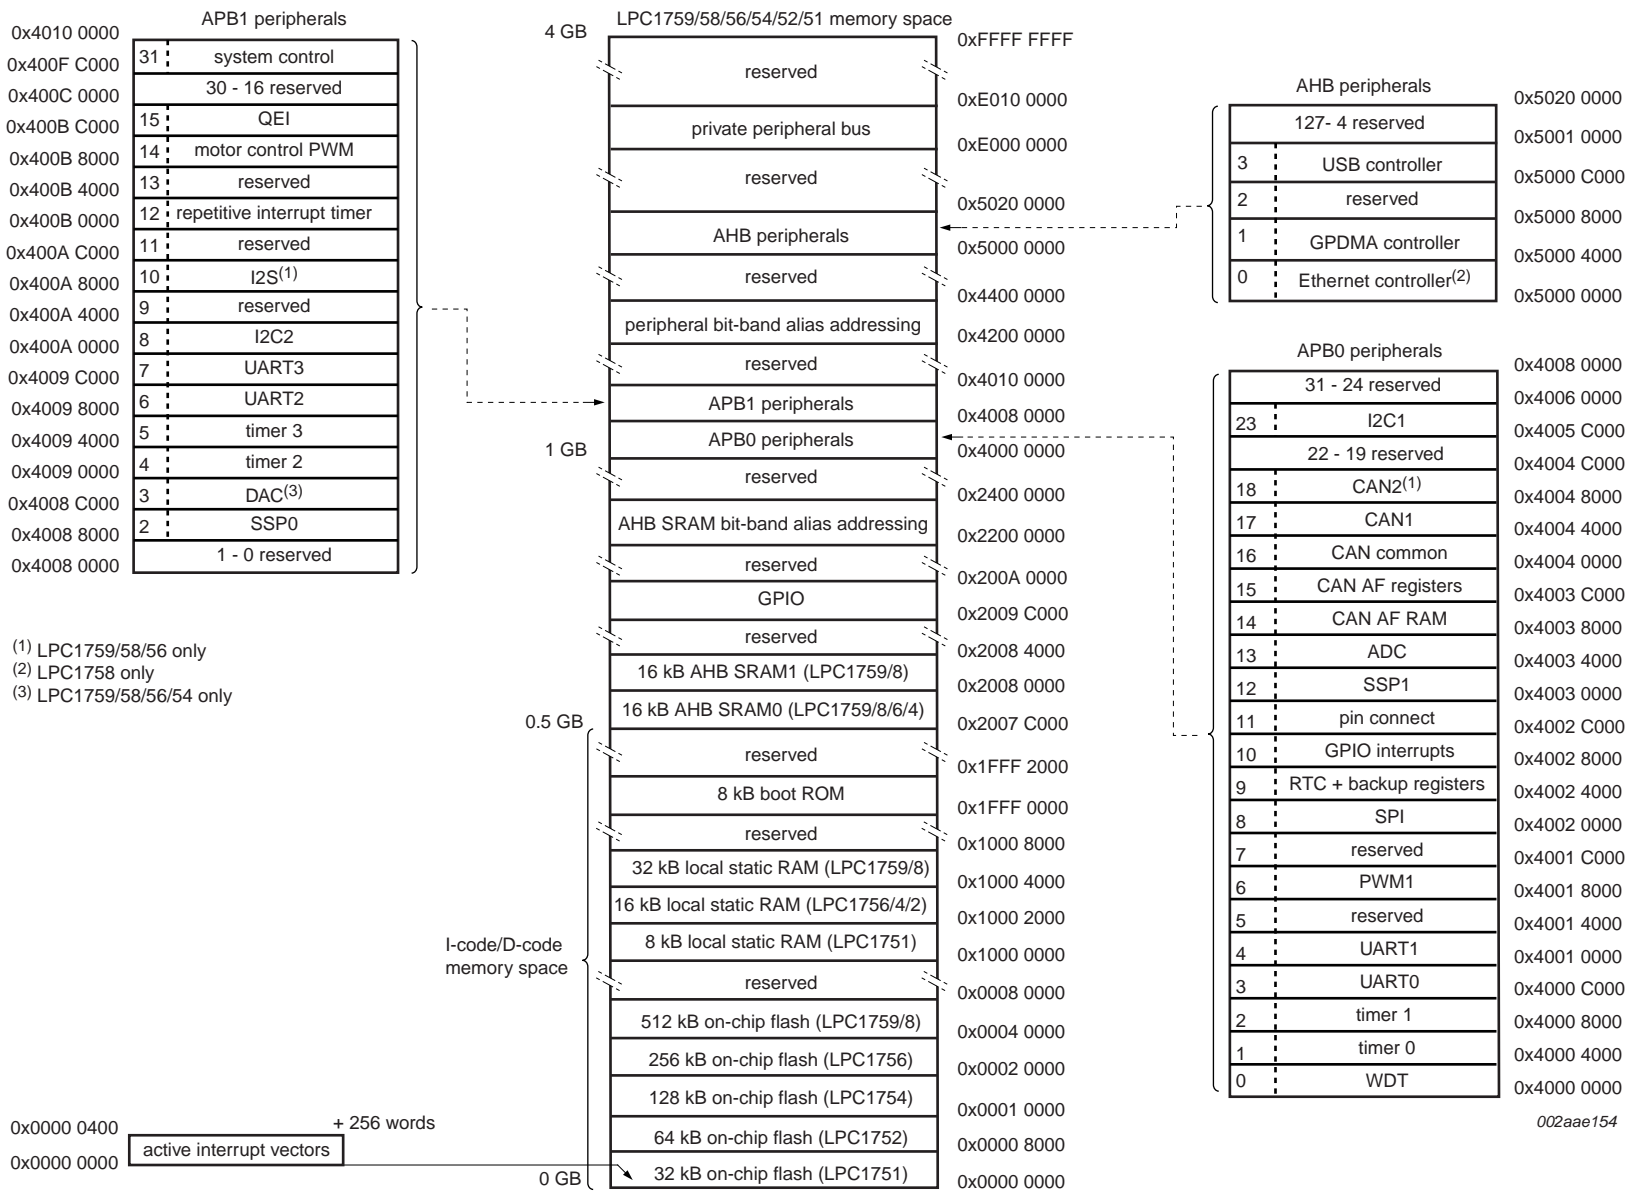 APB1 peripherals
0x4010 0000
31 system control
0x400F C000
30 - 16 reserved
0x400C 0000
15 QEI
0x400B C000
14 motor control PWM
0x400B 8000
13 reserved
0x400B 4000
12 repetitive interrupt timer
0x400B 0000
11 reserved
0x400A C000
10 I2S(1)
0x400A 8000
9 reserved
0x400A 4000
8 I2C2
0x400A 0000
7 UART3
0x4009 C000
6 UART2
0x4009 8000
5 timer 3
0x4009 4000
4 timer 2
0x4009 0000
3 DAC(3)
0x4008 C000
2 SSP0
0x4008 8000
1 - 0 reserved
0x4008 0000
(1) LPC1759/58/56 only
(2) LPC1758 only
(3) LPC1759/58/56/54 only
0x0000 0400
+ 256 words
active interrupt vectors
0x0000 0000
LPC1759/58/56/54/52/51 memory space
4 GB
0xFFFF FFFF
reserved
0xE010 0000
private peripheral bus
0xE000 0000
reserved
0x5020 0000
AHB peripherals
0x5000 0000
reserved
0x4400 0000
peripheral bit-band alias addressing
0x4200 0000
reserved
0x4010 0000
APB1 peripherals
0x4008 0000
APB0 peripherals
1 GB
0x4000 0000
reserved
0x2400 0000
AHB SRAM bit-band alias addressing
0x2200 0000
reserved
0x200A 0000
GPIO
0x2009 C000
reserved
0x2008 4000
16 kB AHB SRAM1 (LPC1759/8)
0x2008 0000
16 kB AHB SRAM0 (LPC1759/8/6/4)
0.5 GB
0x2007 C000
reserved
0x1FFF 2000
8 kB boot ROM
0x1FFF 0000
reserved
0x1000 8000
32 kB local static RAM (LPC1759/8)
0x1000 4000
16 kB local static RAM (LPC1756/4/2)
0x1000 2000
8 kB local static RAM (LPC1751)
I-code/D-code
memory space
0x1000 0000
reserved
0x0008 0000
512 kB on-chip flash (LPC1759/8)
0x0004 0000
256 kB on-chip flash (LPC1756)
0x0002 0000
128 kB on-chip flash (LPC1754)
0x0001 0000
64 kB on-chip flash (LPC1752)
0x0000 8000
32 kB on-chip flash (LPC1751)
0 GB
0x0000 0000
AHB peripherals
0x5020 0000
127- 4 reserved
0x5001 0000
3 USB controller
0x5000 C000
2 reserved
0x5000 8000
1 GPDMA controller
0x5000 4000
0 Ethernet controller(2)
0x5000 0000
APB0 peripherals
0x4008 0000
31 - 24 reserved
0x4006 0000
23 I2C1
0x4005 C000
22 - 19 reserved
0x4004 C000
18 CAN2(1)
0x4004 8000
17 CAN1
0x4004 4000
16 CAN common
0x4004 0000
15 CAN AF registers
0x4003 C000
14 CAN AF RAM
0x4003 8000
13 ADC
0x4003 4000
12 SSP1
0x4003 0000
11 pin connect
0x4002 C000
10 GPIO interrupts
0x4002 8000
9 RTC + backup registers
0x4002 4000
8 SPI
0x4002 0000
7 reserved
0x4001 C000
6 PWM1
0x4001 8000
5 reserved
0x4001 4000
4 UART1
0x4001 0000
3 UART0
0x4000 C000
2 timer 1
0x4000 8000
1 timer 0
0x4000 4000
0 WDT
0x4000 0000
002aae154